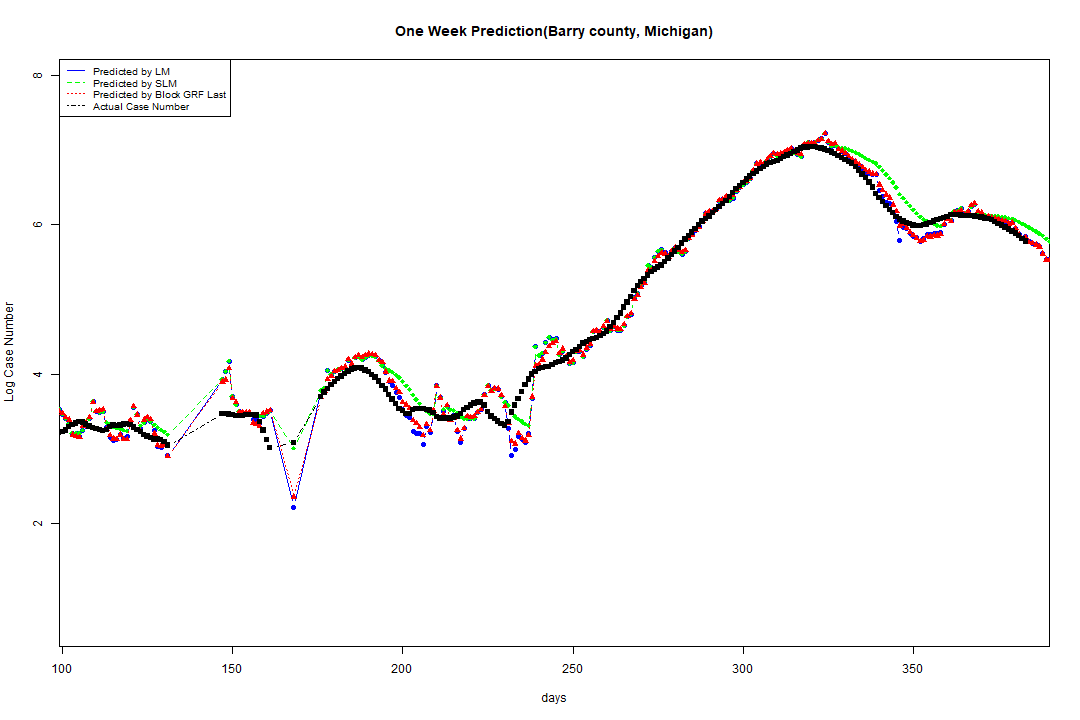 One Week Prediction(Barry county, Michigan)
Predicted by LM
Predicted by SLM
Predicted by Block GRF Last
Actual Case Number
8
6
4
2
Log Case Number
100 150 200 250 300 350
days